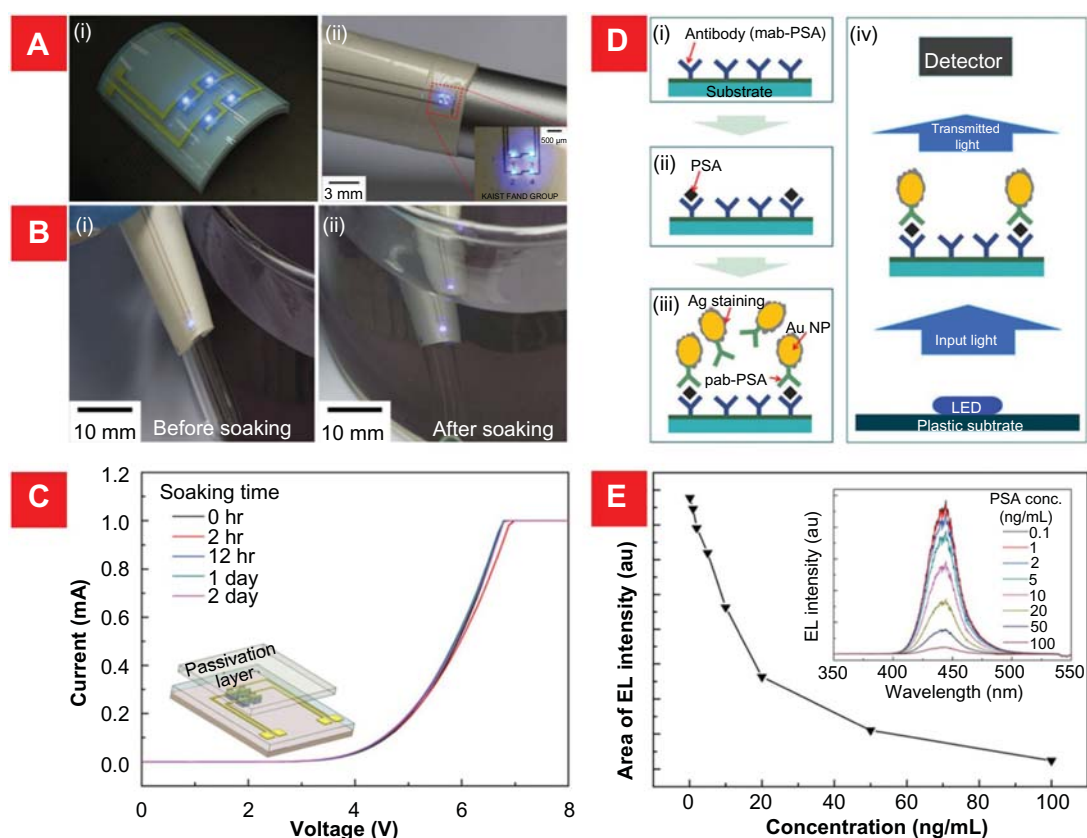 A
(i)
(ii)
500 μm
3 mm
KAIST FAND GROUP
B
(i)
(ii)
10 mm
Before soaking
10 mm
After soaking
C
1.2
1.0
0.8
0.6
0.4
0.2
0.0
Current (mA)
Soaking time
0 hr
2 hr
12 hr
1 day
2 day
Passivation
layer
0
2
4
6
8
Voltage (V)
D
(i)
Antibody (mab-PSA)
Substrate
(ii)
PSA
(iii)
Ag staining
Au NP
pab-PSA
(iv)
Detector
Transmitted
light
Input light
LED
Plastic subtrate
E
Area of EL intensity (au)
EL intensity (au)
PSA conc.
(ng/mL)
0.1
1
2
5
10
20
50
100
350
400
450
500
550
Wavelength (nm)
0
20
40
60
80
100
Concentration (ng/mL)